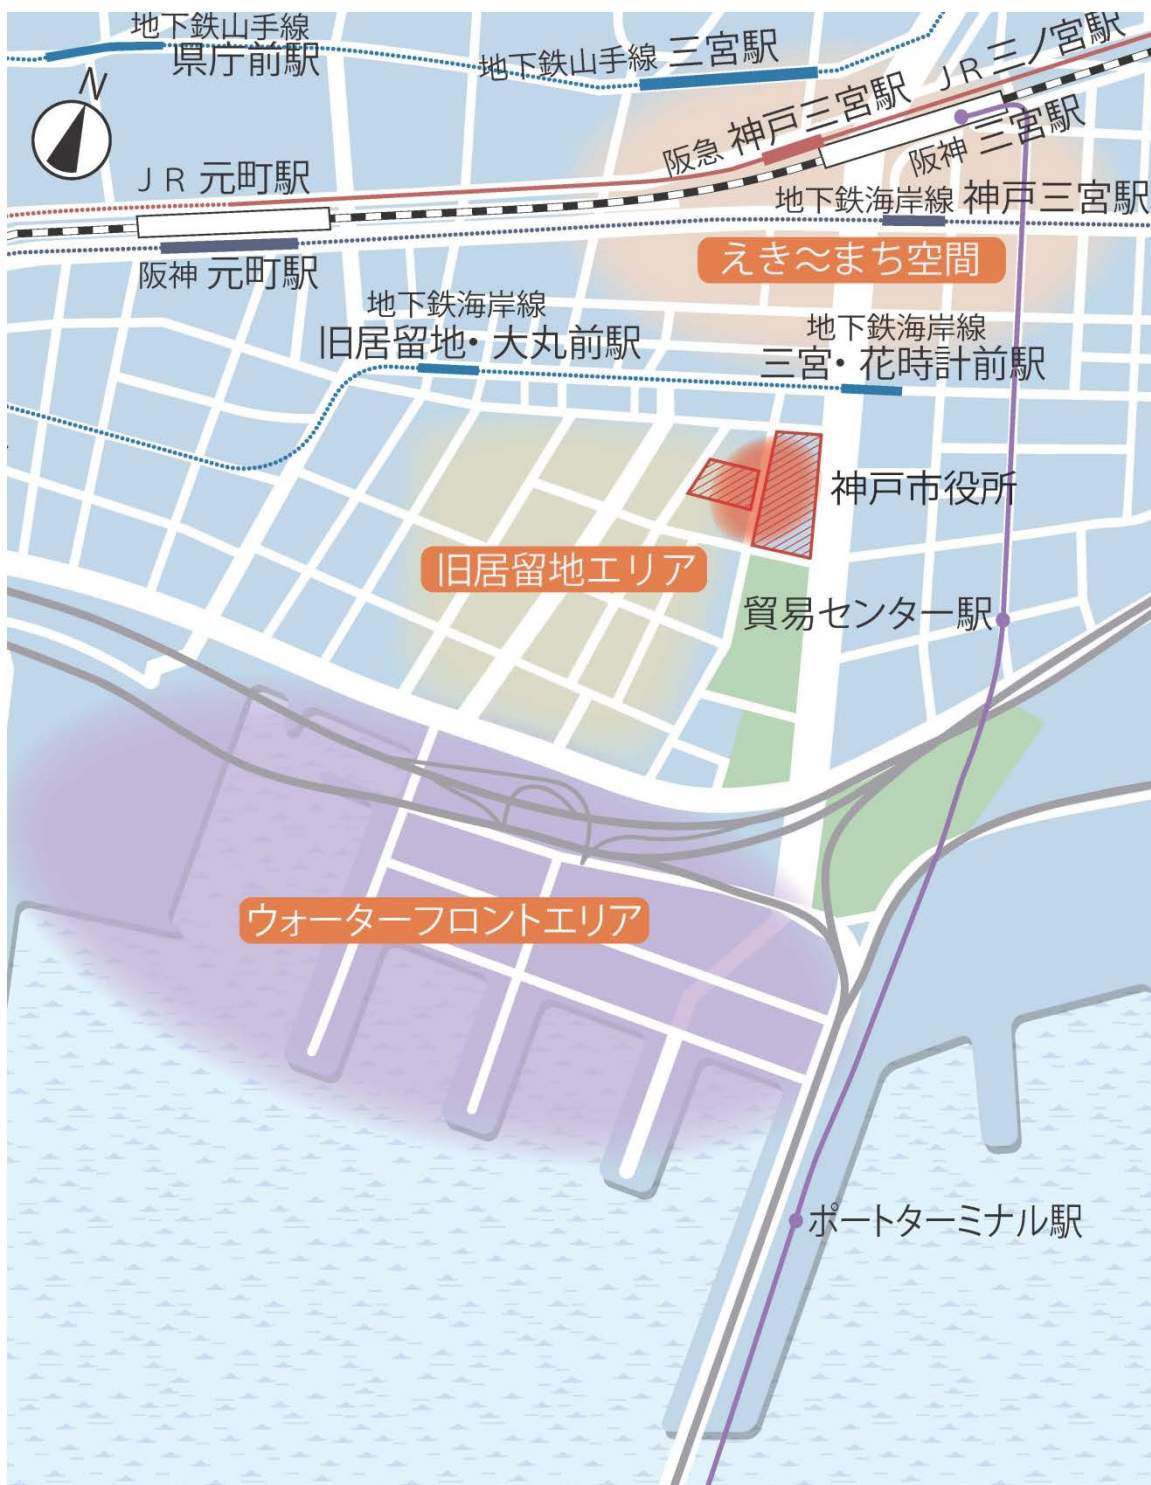 地下鉄山手線
県庁前駅
N
地下鉄山手線 三宮駅
阪急 神戸三宮駅
JR 三ノ宮駅
阪神 三宮駅
JR 元町駅
地下鉄海岸線 神戸三宮駅
阪神 元町駅
えき～まち空間
地下鉄海岸線
旧居留地・大丸前駅
地下鉄海岸線
三宮・花時計前駅
神戸市役所
旧居留地エリア
貿易センター駅
ウォーターフロントエリア
ポートターミナル駅